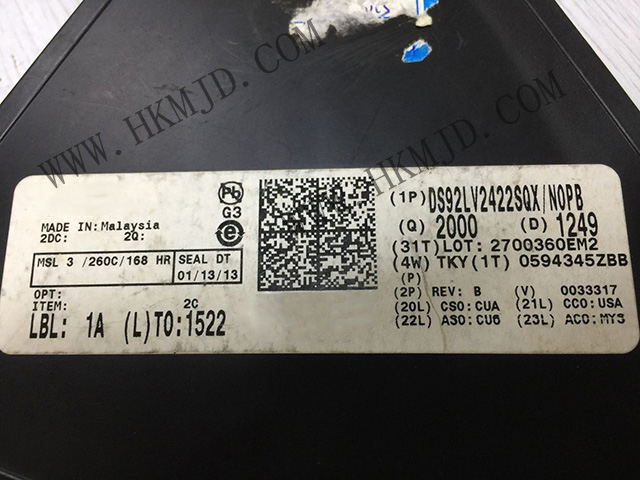 WWW.HKMJD.COM
WWW.HKMJD.COM
Pb
G3
e
MADE IN: Malaysia
2DC: 2Q:
MSL 3 /260C/168 HR SEAL DT
01/13/13
OPT:
ITEM: 2C
LBL: 1A (L)TO:1522
(1P) DS92LV2422SQX/NOPB
(Q) 2000 (D) 1249
(31T)LOT: 2700360EM2
(4W) TKY(1T) 0594345ZBB
(P)
(2P) REV: B (V) 0033317
(20L) CSO:CUA (21L) CCO:USA
(22L) ASO:CU6 (23L) ACO:MYS